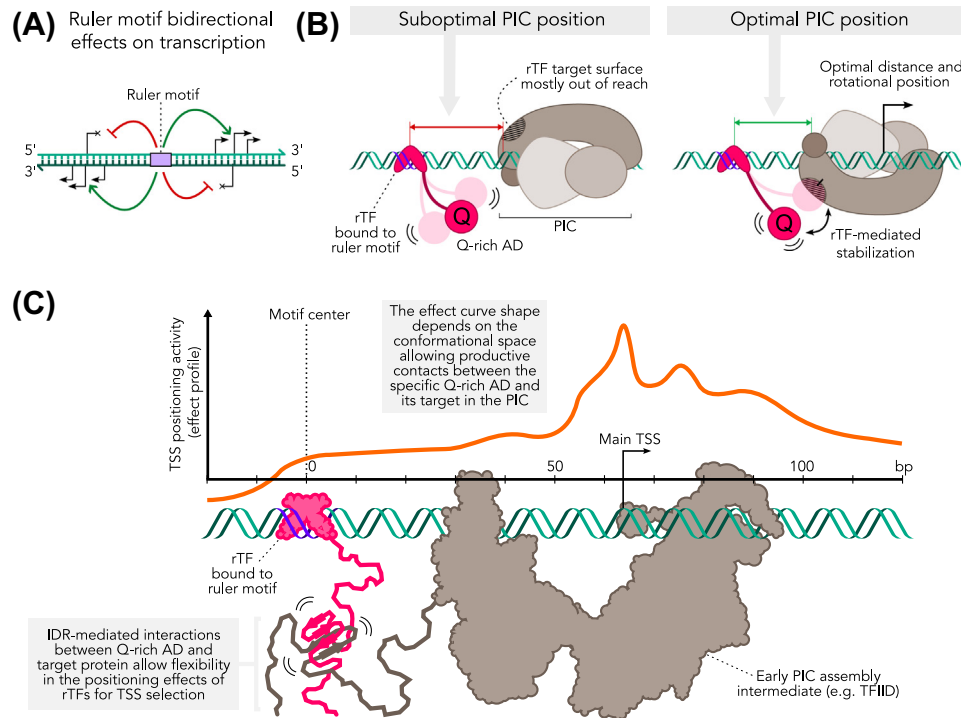 (A)
Ruler motif bidirectional
effects on transcription
Ruler motif
5'
3'
3'
5'
(B)
Suboptimal PIC position
rTF target surface
mostly out of reach
rTF
bound to
ruler motif
Q
Q-rich AD
PIC
Optimal PIC position
Optimal distance and
rotational position
Q
rTF-mediated
stabilization
(C)
TSS positioning activity
(effect profile)
Motif center
The effect curve shape
depends on the
conformational space
allowing productive
contacts between the
specific Q-rich AD and
its target in the PIC
Main TSS
0
50
100
bp
rTF
bound to
ruler motif
IDR-mediated interactions
between Q-rich AD and
target protein allow flexibility
in the positioning effects of
rTFs for TSS selection
Early PIC assembly
intermediate (e.g. TFIID)